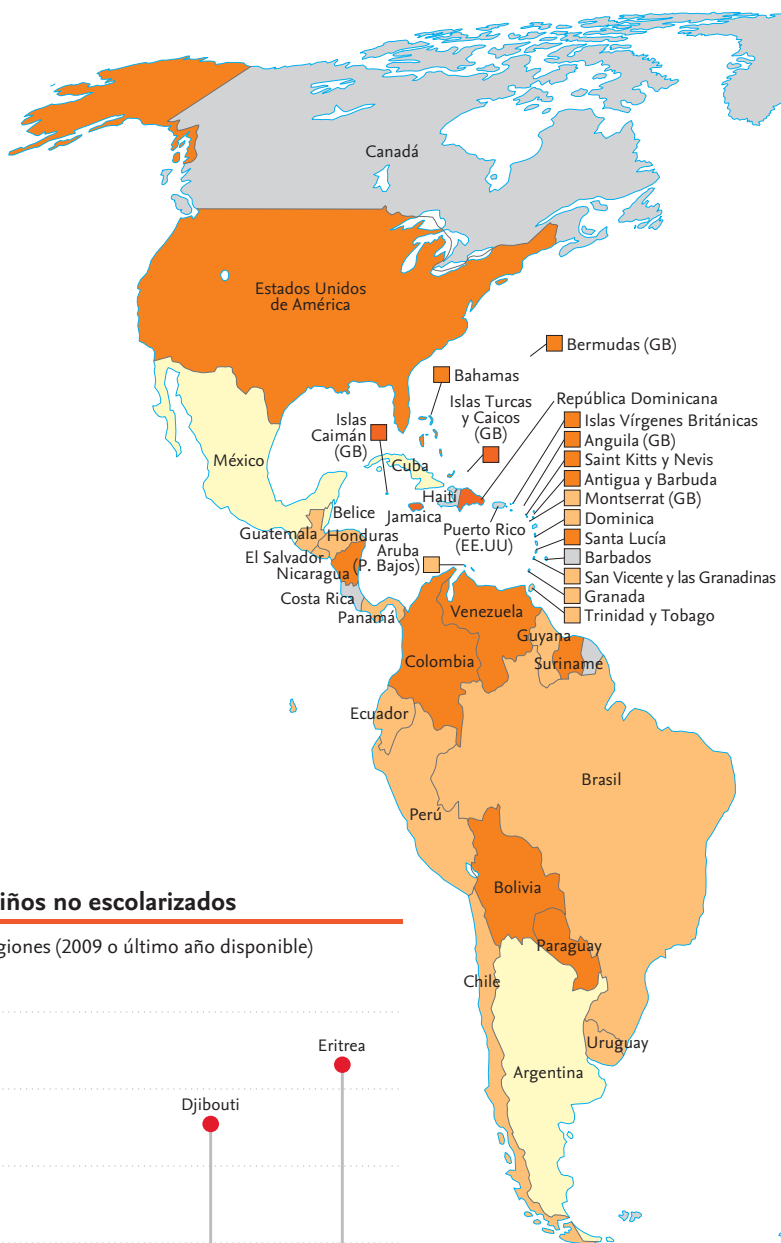 Canadá
Estados Unidos
de América
Bermudas (GB)
Bahamas
República Dominicana
Islas Turcas
y Caicos
(GB)
Islas
Caimán
(GB)
Islas Vírgenes Británicas
Anguila (GB)
Saint Kitts y Nevis
Antigua y Barbuda
Montserrat (GB)
Dominica
Santa Lucía
Barbados
San Vicente y las Granadinas
Granada
Trinidad y Tobago
México
Cuba
Haití
Jamaica
Puerto Rico
(EE.UU)
Belice
Guatemala
Honduras
El Salvador
Nicaragua
Aruba
(P. Bajos)
Costa Rica
Panamá
Venezuela
Guyana
Colombia
Suriname
Ecuador
Brasil
Perú
Bolivia
Paraguay
Chile
Uruguay
Argentina
iños no escolarizados
giones (2009 o último año disponible)
Eritrea
Djibouti